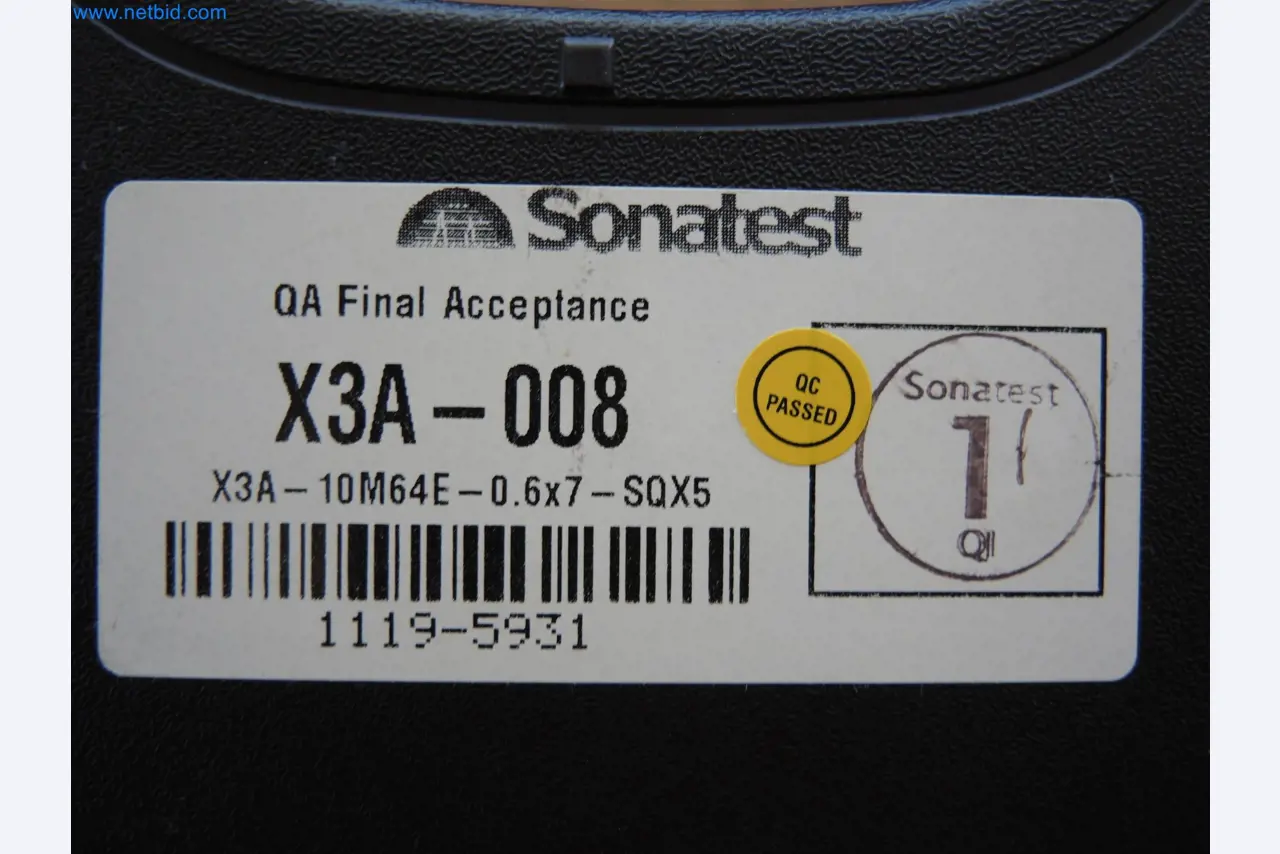 www.netbid.com
Sonatest
QA Final Acceptance
X3A-008
X3A-10M64E-0.6x7-SQX5
1119-5931
QC
PASSED
Sonatest
1
QI